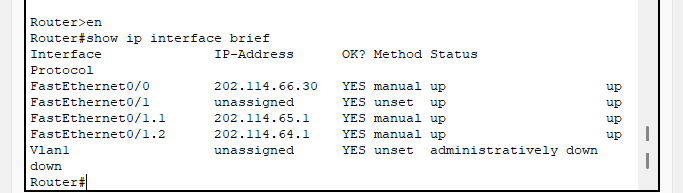 Router>en
Router#show ip interface brief
Interface IP-Address OK? Method Status
Protocol
FastEthernet0/0 202.114.66.30 YES manual up up
FastEthernet0/1 unassigned YES unset up up
FastEthernet0/1.1 202.114.65.1 YES manual up up
FastEthernet0/1.2 202.114.64.1 YES manual up up
Vlan1 unassigned YES unset administratively down
down
Router#